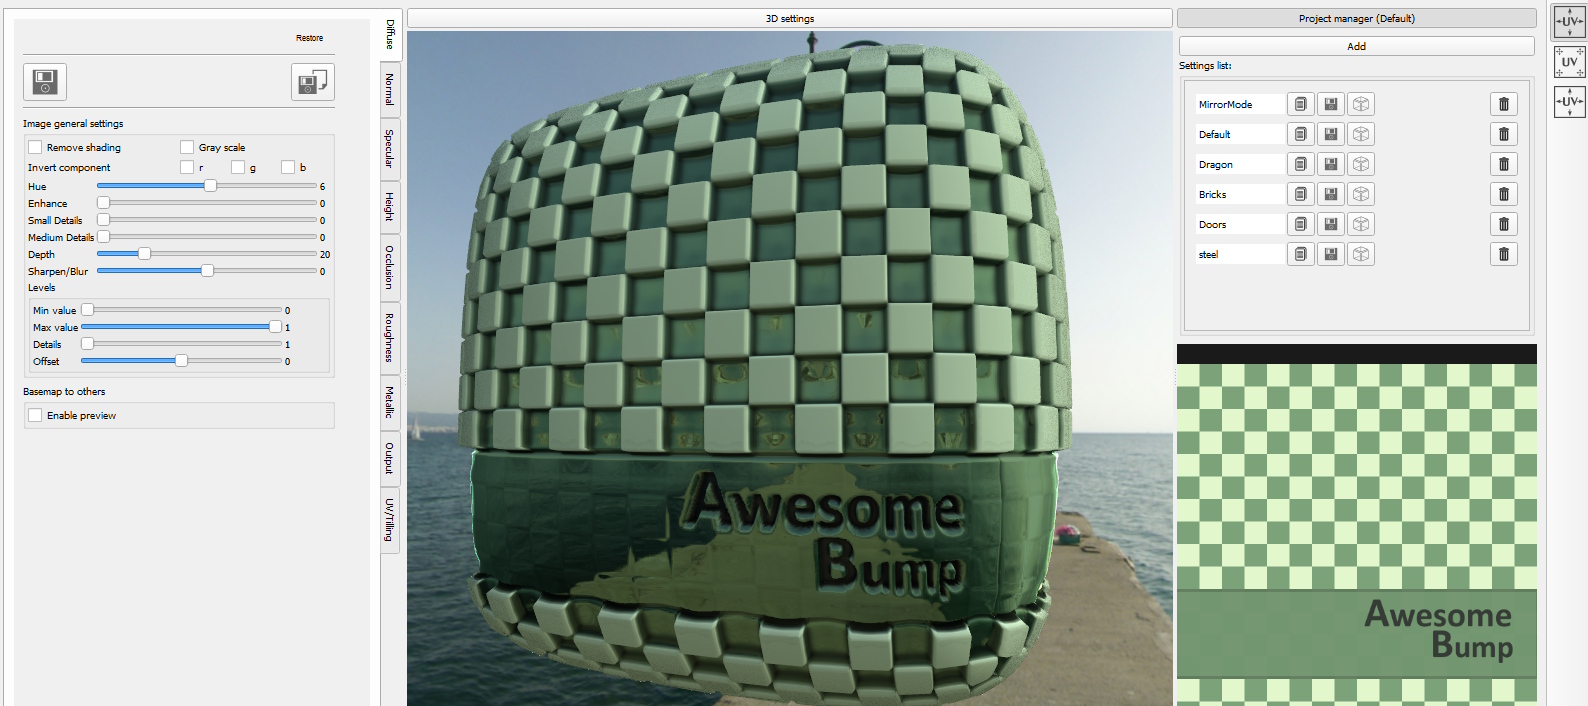 Restore
Image general settings
Remove shading
Gray scale
Invert component
r
g
b
Hue 6
Enhance 0
Small Details 0
Medium Details 0
Depth 20
Sharpen/Blur 0
Levels
Min value 0
Max value 1
Details 1
Offset 0
Basemap to others
Enable preview
Diffuse
Normal
Specular
Height
Occlusion
Roughness
Metallic
Output
UV/Tilling
3D settings
Awesome
Bump
Project manager (Default)
Add
Settings list:
MirrorMode
Default
Dragon
Bricks
Doors
steel
Awesome
Bump
UV
UV
UV